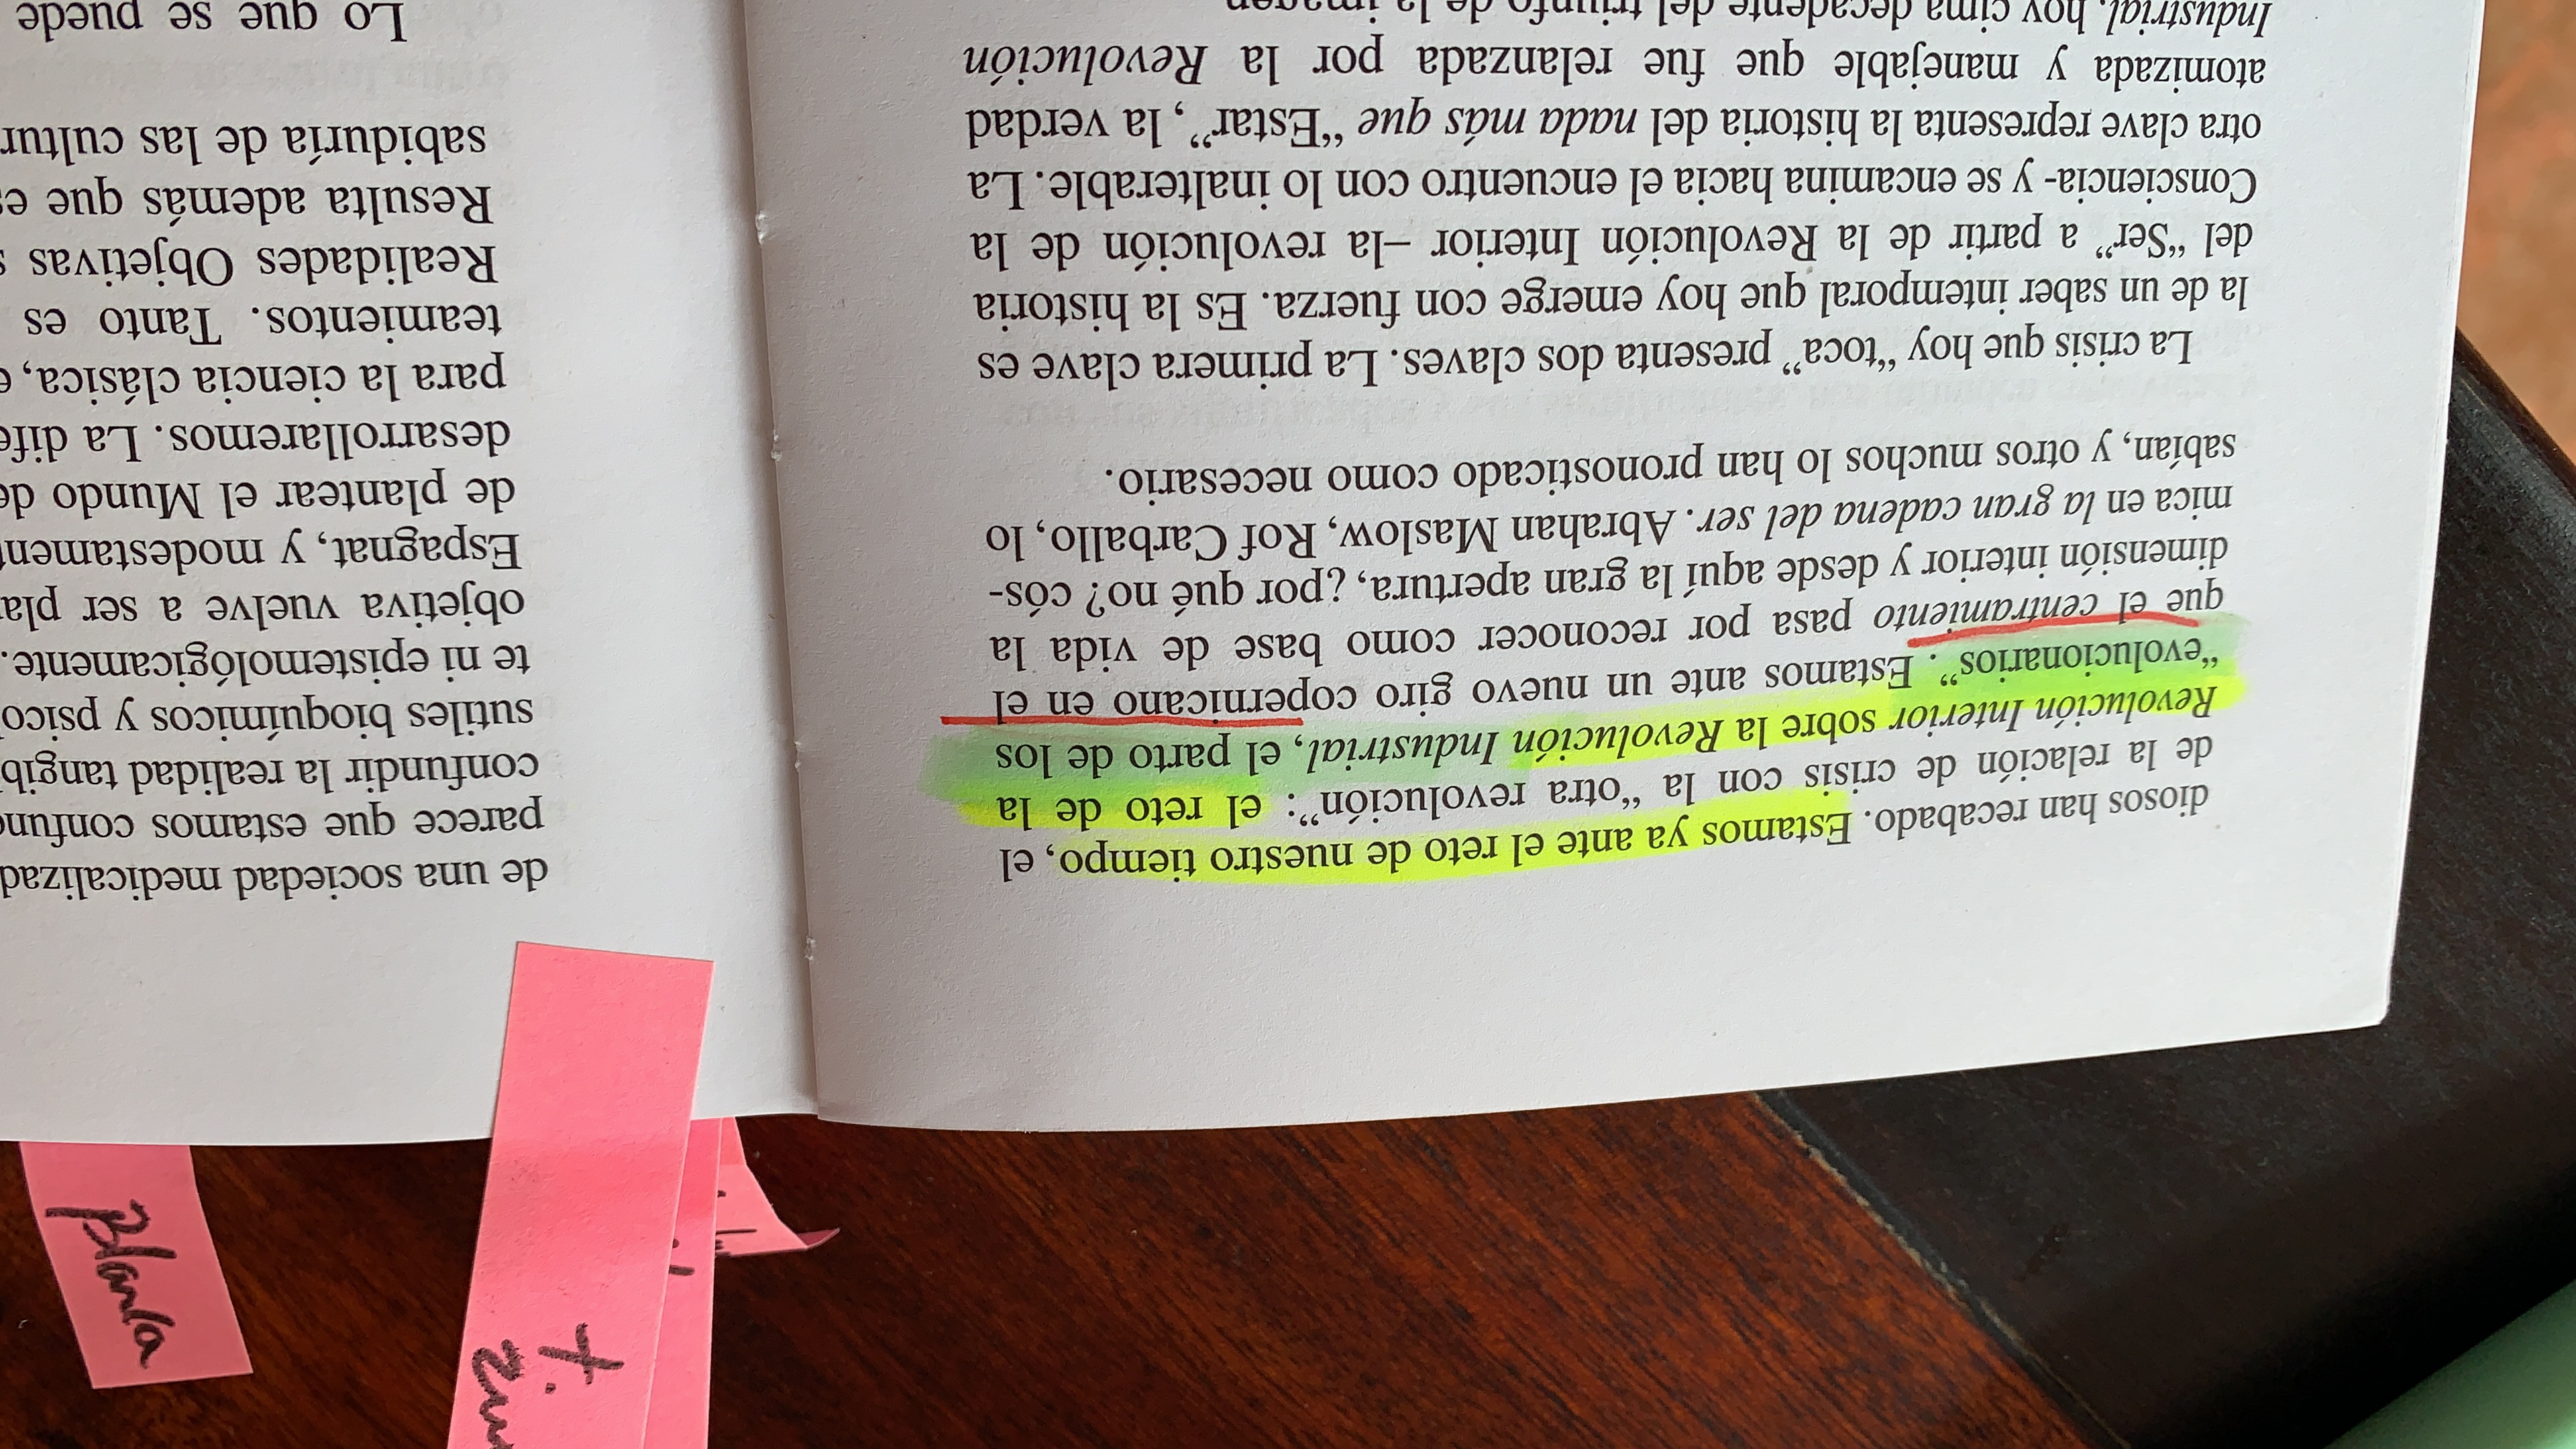 diosos han recabado. Estamos ya ante el reto de nuestro tiempo, el
de la relación de crisis con la “otra revolución”: el reto de la
Revolución Interior sobre la Revolución Industrial, el parto de los
“evolucionarios”. Estamos ante un nuevo giro copernicano en el
que el centramiento pasa por reconocer como base de vida la
dimensión interior y desde aquí la gran apertura, ¿por qué no? cós-
mica en la gran cadena del ser. Abrahan Maslow, Rof Carballo, lo
sabían, y otros muchos lo han pronosticado como necesario.
La crisis que hoy “toca” presenta dos claves. La primera clave es
la de un saber intemporal que hoy emerge con fuerza. Es la historia
del “Ser” a partir de la Revolución Interior –la revolución de la
Consciencia- y se encamina hacia el encuentro con lo inalterable. La
otra clave representa la historia del nada más que “Estar”, la verdad
atomizada y manejable que fue relanzada por la Revolución
Industrial, hoy cima decadente del triunfo de la imagen
de una sociedad medicalizad
parece que estamos confun
confundir la realidad tangib
sutiles bioquímicos y psico
te ni epistemológicamente.
objetiva vuelve a ser pla
Espagnat, y modestamen
de plantear el Mundo de
desarrollaremos. La dife
para la ciencia clásica, e
teamientos. Tanto es
Realidades Objetivas s
Resulta además que es
sabiduría de las cultur
Lo que se puede
planta